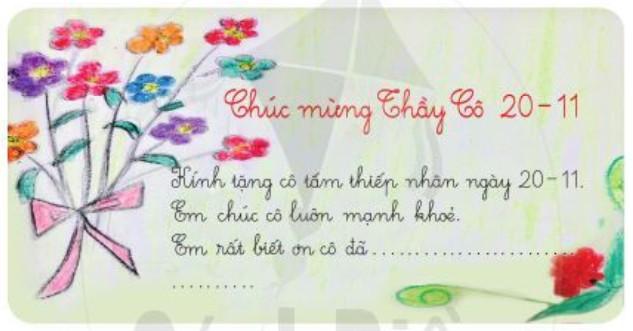 Chúc mừng Thầy Cô 20-11
Kính tặng cô tấm thiếp nhân ngày 20-11.
Em chúc cô luôn mạnh khoẻ.
Em rất biết ơn cô đã.......................
..........